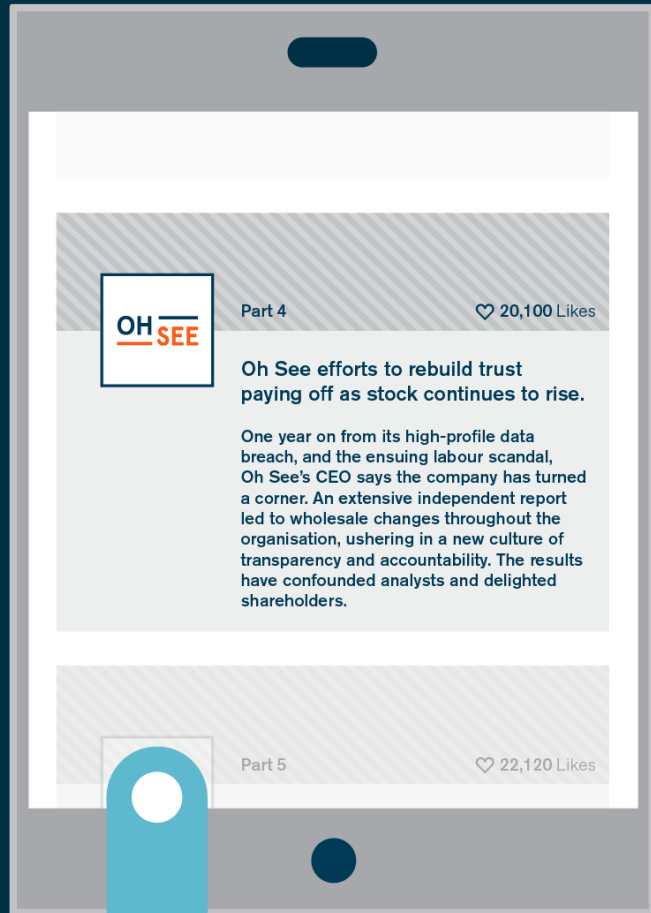 OH SEE
Part 4
20,100 Likes
Oh See efforts to rebuild trust
paying off as stock continues to rise.
One year on from its high-profile data
breach, and the ensuing labour scandal,
Oh See’s CEO says the company has turned
a corner. An extensive independent report
led to wholesale changes throughout the
organisation, ushering in a new culture of
transparency and accountability. The results
have confounded analysts and delighted
shareholders.
Part 5
22,120 Likes